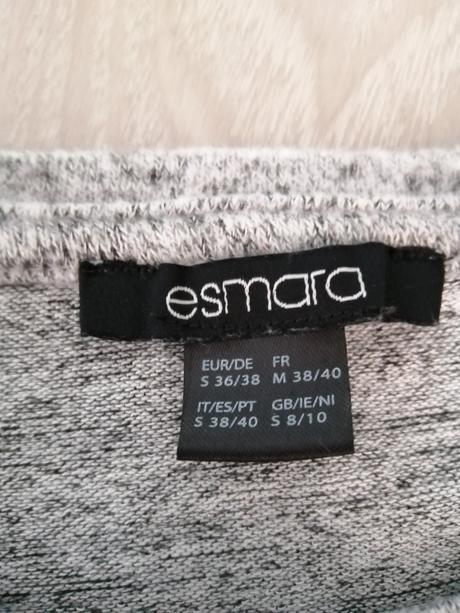 esmara
EUR/DE FR
S 36/38 M 38/40
IT/ES/PT GB/IE/NI
S 38/40 S 8/10